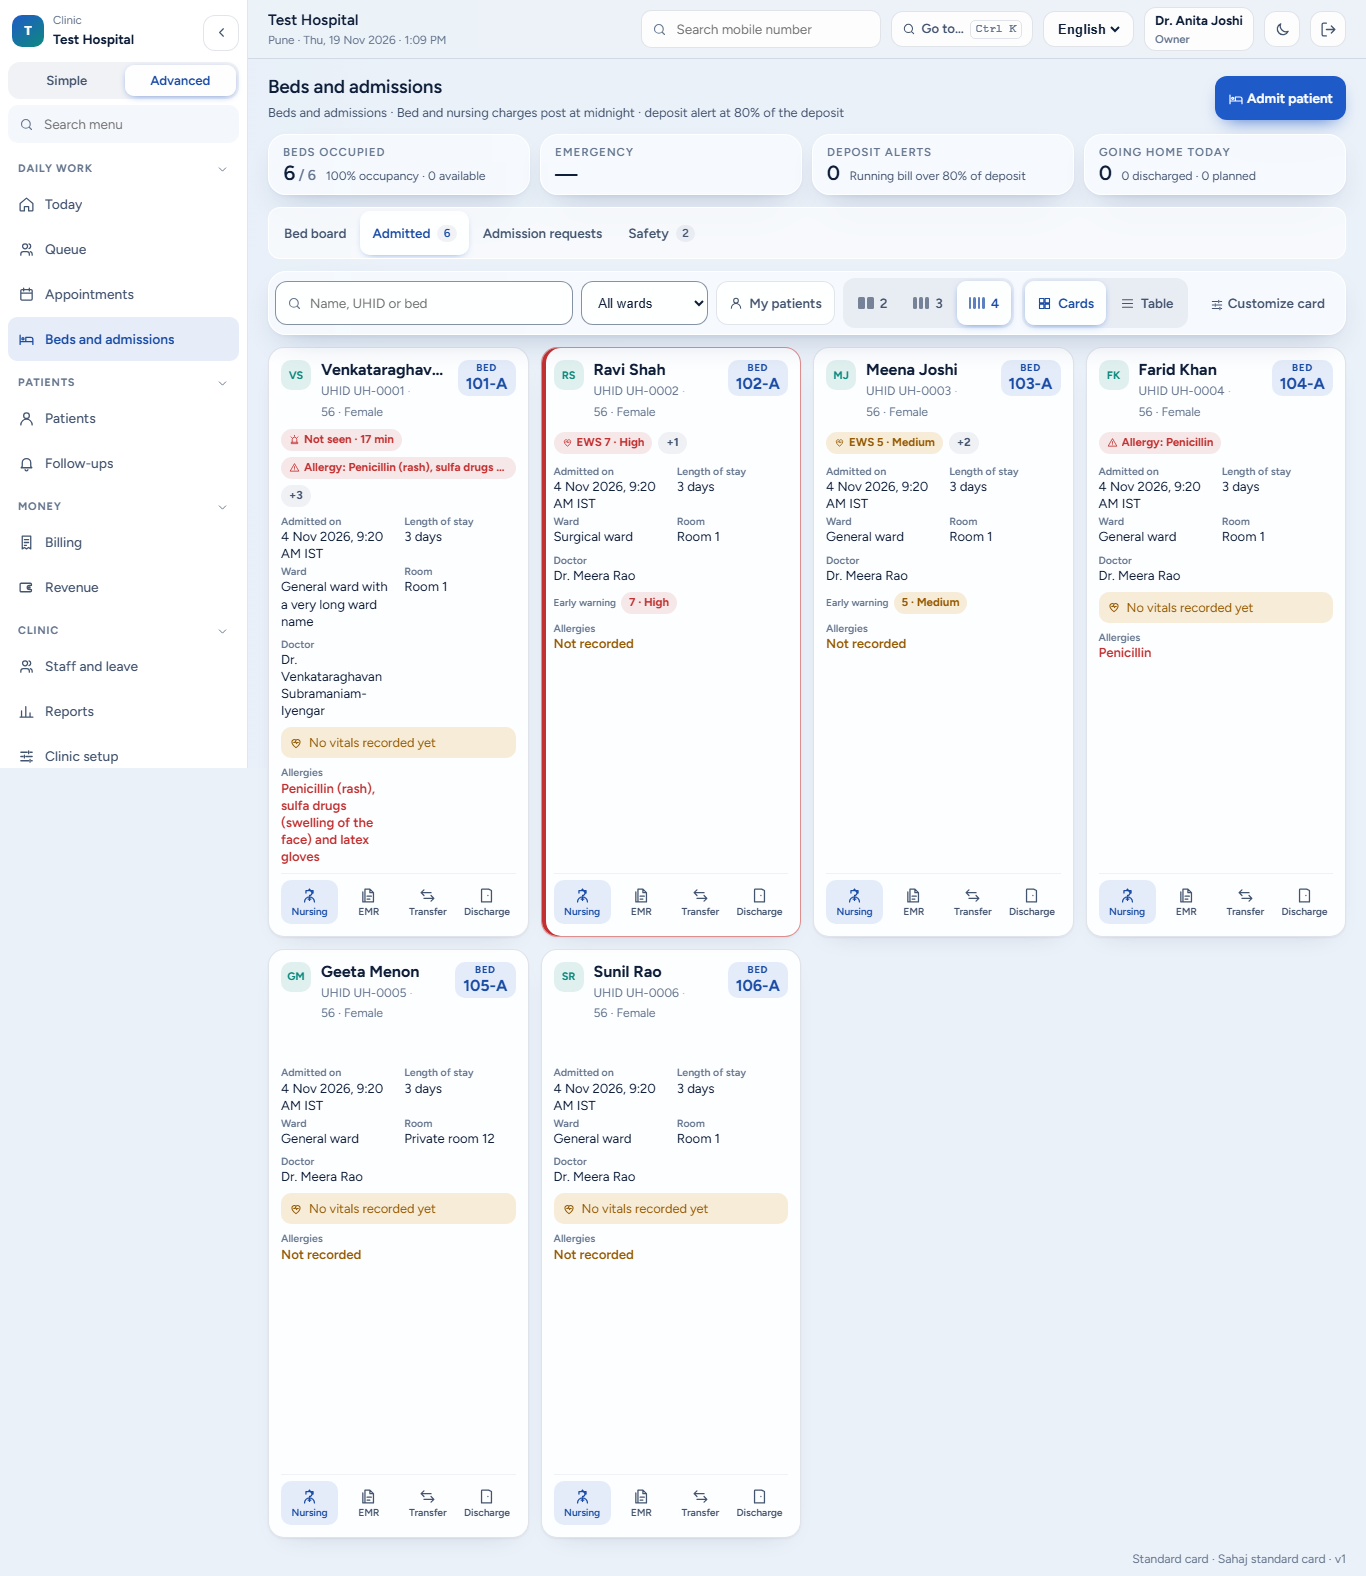 T
Clinic
Test Hospital
Simple
Advanced
Search menu
DAILY WORK
Today
Queue
Appointments
Beds and admissions
PATIENTS
Patients
Follow-ups
MONEY
Billing
Revenue
CLINIC
Staff and leave
Reports
Clinic setup
Test Hospital
Pune · Thu, 19 Nov 2026 · 1:09 PM
Search mobile number
Go to... Ctrl K
English
Dr. Anita Joshi
Owner
Beds and admissions
Beds and admissions · Bed and nursing charges post at midnight · deposit alert at 80% of the deposit
Admit patient
BEDS OCCUPIED
6 / 6 100% occupancy · 0 available
EMERGENCY
—
DEPOSIT ALERTS
0 Running bill over 80% of deposit
GOING HOME TODAY
0 0 discharged · 0 planned
Bed board
Admitted 6
Admission requests
Safety 2
Name, UHID or bed
All wards
My patients
2
3
4
Cards
Table
Customize card
VS
Venkataraghav...
UHID UH-0001 ·
56 · Female
BED
101-A
Not seen · 17 min
Allergy: Penicillin (rash), sulfa drugs ...
+3
Admitted on
4 Nov 2026, 9:20
AM IST
Length of stay
3 days
Ward
General ward with
a very long ward
name
Room
Room 1
Doctor
Dr.
Venkataraghavan
Subramaniam-
Iyengar
No vitals recorded yet
Allergies
Penicillin (rash),
sulfa drugs
(swelling of the
face) and latex
gloves
Nursing
EMR
Transfer
Discharge
RS
Ravi Shah
UHID UH-0002 ·
56 · Female
BED
102-A
EWS 7 · High
+1
Admitted on
4 Nov 2026, 9:20
AM IST
Length of stay
3 days
Ward
Surgical ward
Room
Room 1
Doctor
Dr. Meera Rao
Early warning 7 · High
Allergies
Not recorded
Nursing
EMR
Transfer
Discharge
MJ
Meena Joshi
UHID UH-0003 ·
56 · Female
BED
103-A
EWS 5 · Medium
+2
Admitted on
4 Nov 2026, 9:20
AM IST
Length of stay
3 days
Ward
General ward
Room
Room 1
Doctor
Dr. Meera Rao
Early warning 5 · Medium
Allergies
Not recorded
Nursing
EMR
Transfer
Discharge
FK
Farid Khan
UHID UH-0004 ·
56 · Female
BED
104-A
Allergy: Penicillin
Admitted on
4 Nov 2026, 9:20
AM IST
Length of stay
3 days
Ward
General ward
Room
Room 1
Doctor
Dr. Meera Rao
No vitals recorded yet
Allergies
Penicillin
Nursing
EMR
Transfer
Discharge
GM
Geeta Menon
UHID UH-0005 ·
56 · Female
BED
105-A
Admitted on
4 Nov 2026, 9:20
AM IST
Length of stay
3 days
Ward
General ward
Room
Private room 12
Doctor
Dr. Meera Rao
No vitals recorded yet
Allergies
Not recorded
Nursing
EMR
Transfer
Discharge
SR
Sunil Rao
UHID UH-0006 ·
56 · Female
BED
106-A
Admitted on
4 Nov 2026, 9:20
AM IST
Length of stay
3 days
Ward
General ward
Room
Room 1
Doctor
Dr. Meera Rao
No vitals recorded yet
Allergies
Not recorded
Nursing
EMR
Transfer
Discharge
Standard card · Sahaj standard card · v1